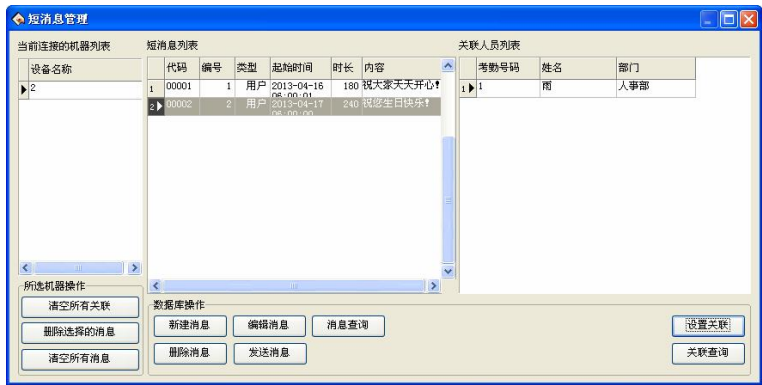 短消息管理
当前连接的机器列表
设备名称
2
短消息列表
代码 编号 类型 起始时间 时长 内容
1 00001 1 用户 2013-04-16 06:00:01 180 祝大家天天开心!
2 00002 2 用户 2013-04-17 06:00:00 240 祝您生日快乐!
关联人员列表
考勤号码 姓名 部门
1 1 雨 人事部
所选机器操作
清空所有关联
删除选择的消息
清空所有消息
数据库操作
新建消息 编辑消息 消息查询 设置关联
删除消息 发送消息 关联查询